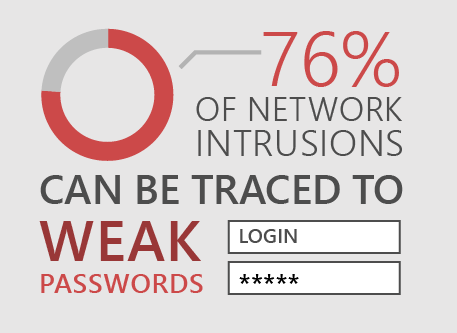 76%
OF NETWORK
INTRUSIONS
CAN BE TRACED TO
WEAK
PASSWORDS
LOGIN
*****